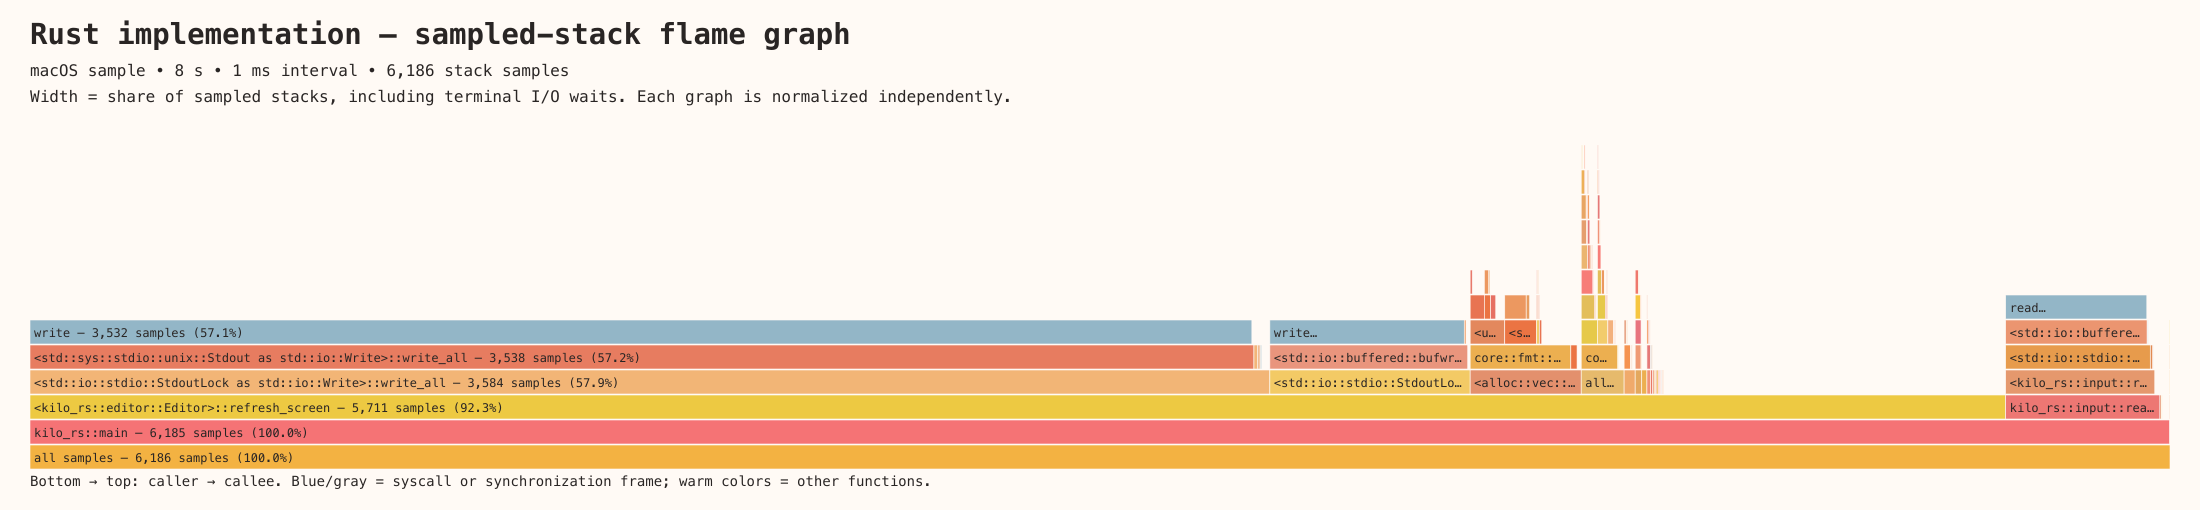 Rust implementation — sampled-stack flame graph
macOS sample • 8 s • 1 ms interval • 6,186 stack samples
Width = share of sampled stacks, including terminal I/O waits. Each graph is normalized independently.
read…
write — 3,532 samples (57.1%)
write…
<u…
<s…
<std::io::buffere…
<std::sys::stdio::unix::Stdout as std::io::Write>::write_all — 3,538 samples (57.2%)
<std::io::buffered::bufwr…
core::fmt::…
co…
<std::io::stdio::…
<std::io::stdio::StdoutLock as std::io::Write>::write_all — 3,584 samples (57.9%)
<std::io::stdio::StdoutLo…
<alloc::vec::…
all…
<kilo_rs::input::r…
<kilo_rs::editor::Editor>::refresh_screen — 5,711 samples (92.3%)
kilo_rs::input::rea…
kilo_rs::main — 6,185 samples (100.0%)
all samples — 6,186 samples (100.0%)
Bottom → top: caller → callee. Blue/gray = syscall or synchronization frame; warm colors = other functions.